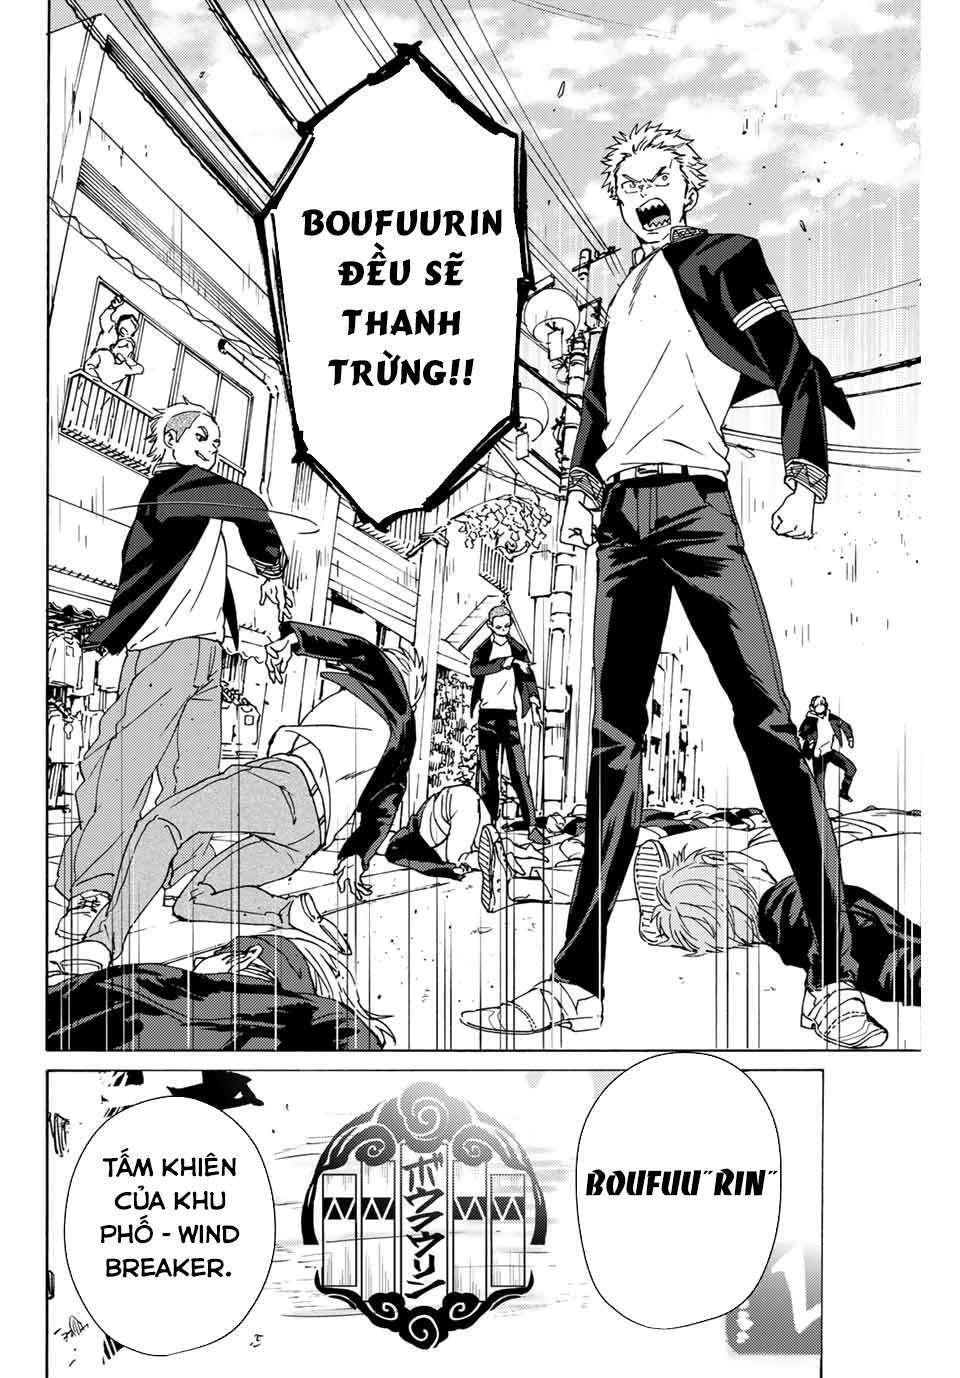 BOUFUURIN
ĐỀU SẼ
THANH
TRỪNG!!
BOUFUU"RIN"
ボウフウリン
TẤM KHIÊN
CỦA KHU
PHỐ - WIND
BREAKER.